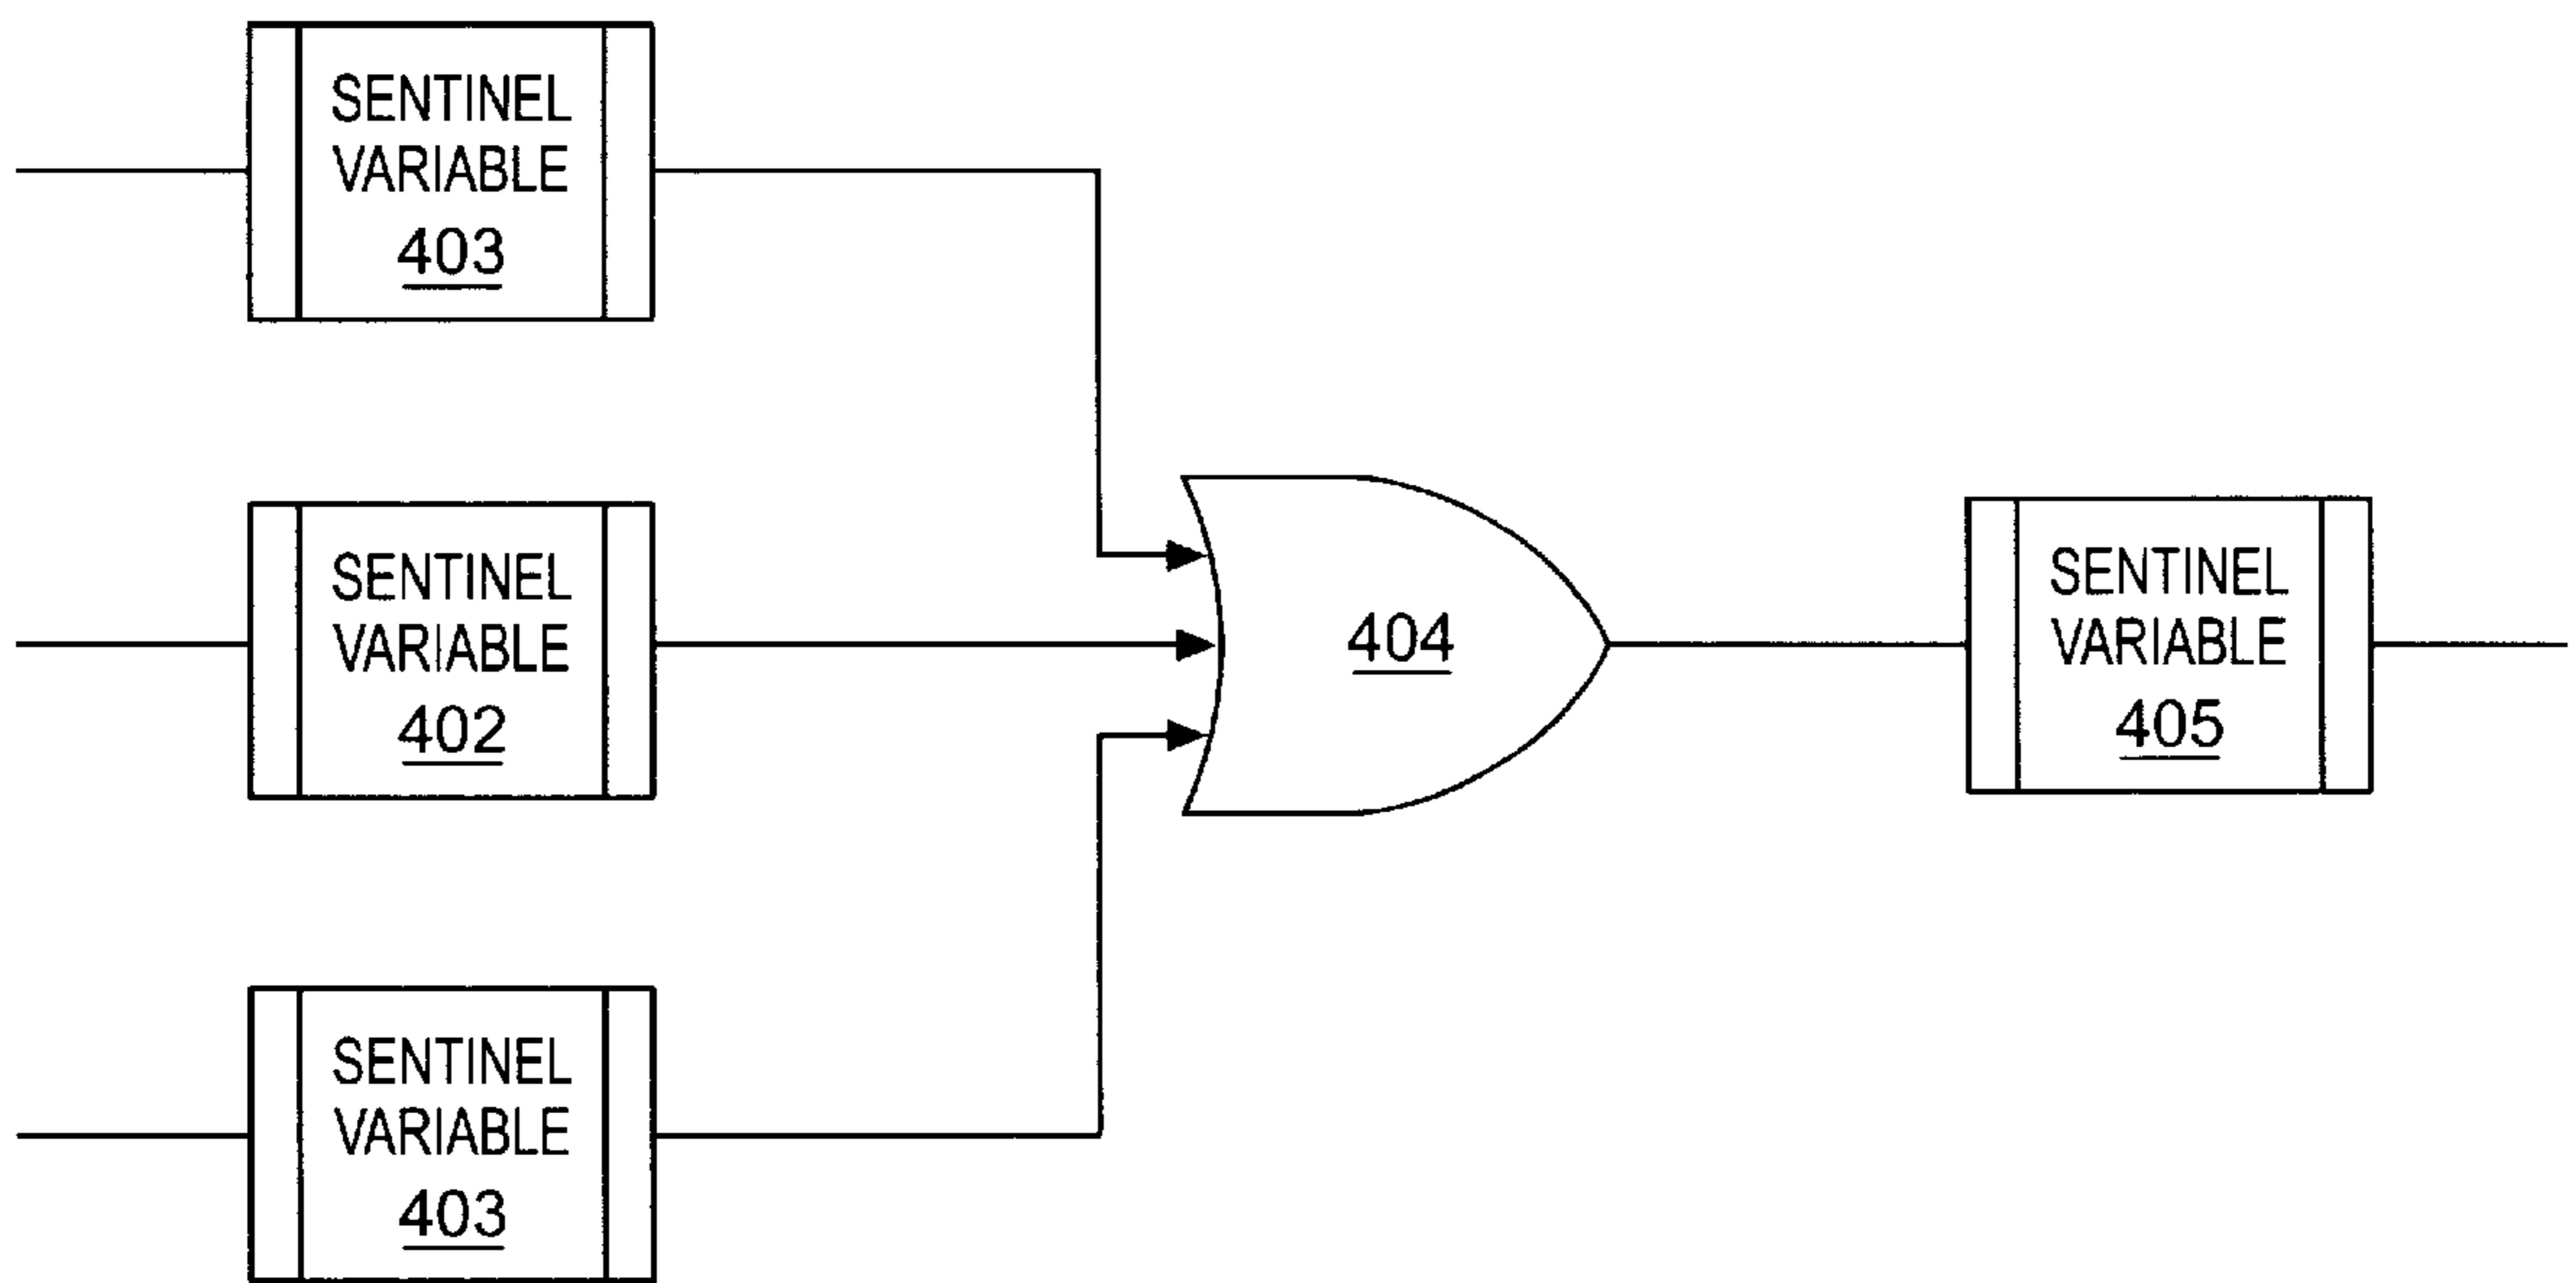 SENTINEL
VARIABLE
403
SENTINEL
VARIABLE
402
404
SENTINEL
VARIABLE
405
SENTINEL
VARIABLE
403